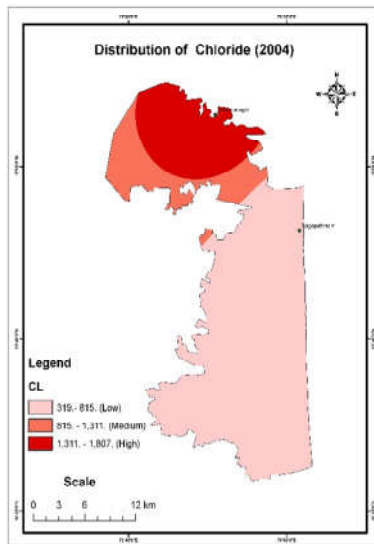 Distribution of Chloride (2004)
N
W E
S
Legend
CL
319.- 815. (Low)
815. - 1,311. (Medium)
1,311. - 1,807. (High)
Scale
0 3 6 12 km